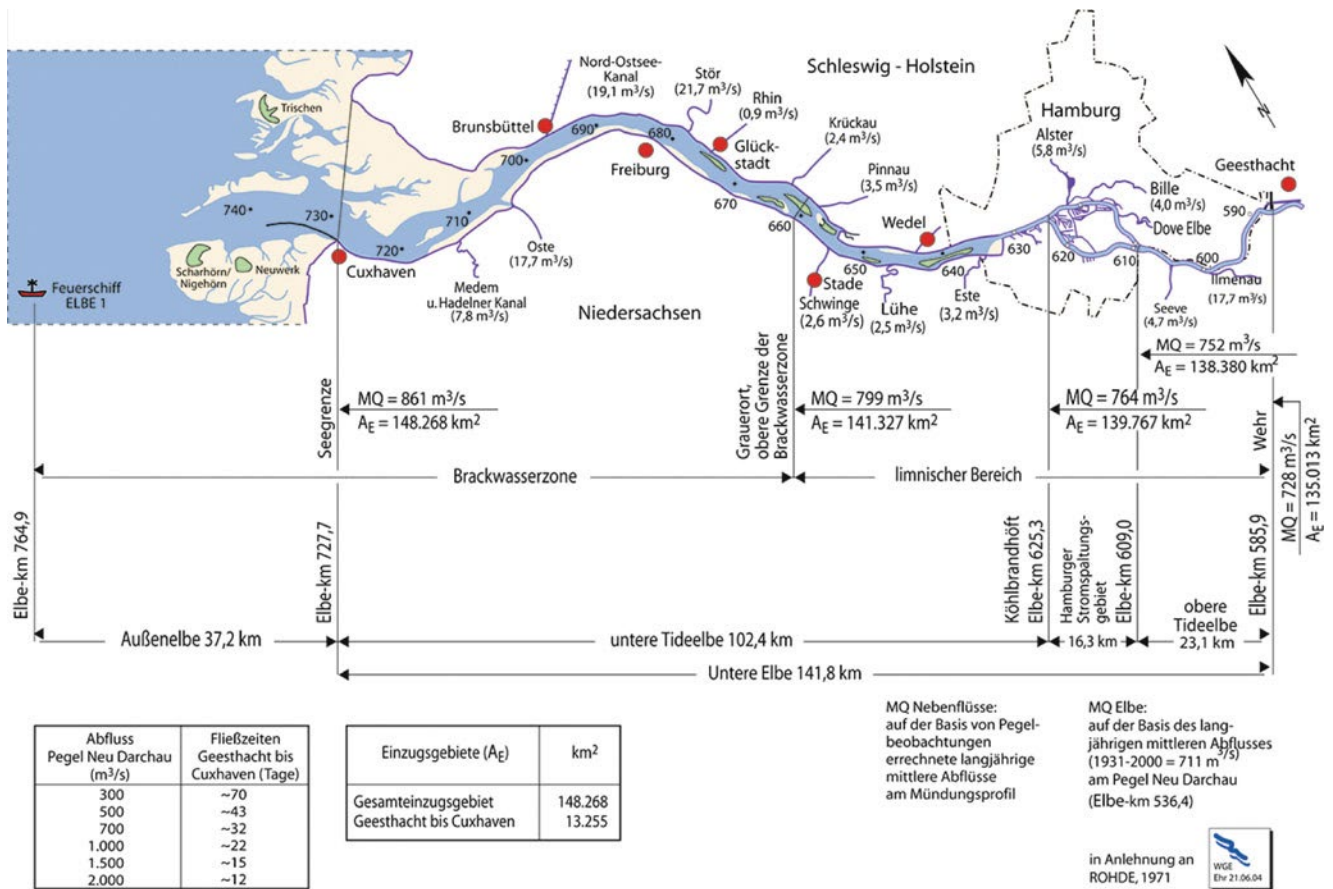 Schleswig - Holstein
Hamburg
Niedersachsen
Trischen
Scharhörn/
Nigehörn
Neuwerk
Feuerschiff
ELBE 1
Cuxhaven
Brunsbüttel
Nord-Ostsee-
Kanal
(19,1 m³/s)
Stör
(21,7 m³/s)
Rhin
(0,9 m³/s)
Glück-
stadt
Freiburg
Krückau
(2,4 m³/s)
Pinnau
(3,5 m³/s)
Wedel
Alster
(5,8 m³/s)
Bille
(4,0 m³/s)
Dove Elbe
Geesthacht
Oste
(17,7 m³/s)
Medem
u. Hadelner Kanal
(7,8 m³/s)
Stade
Schwinge
(2,6 m³/s)
Lühe
(2,5 m³/s)
Este
(3,2 m³/s)
Seeve
(4,7 m³/s)
Ilmenau
(17,7 m³/s)
740
730
720
710
700
690
680
670
660
650
640
630
620
610
600
590
Seegrenze
MQ = 861 m³/s
A_E = 148.268 km²
Grauerort,
obere Grenze der
Brackwasserzone
MQ = 799 m³/s
A_E = 141.327 km²
MQ = 764 m³/s
A_E = 139.767 km²
MQ = 752 m³/s
A_E = 138.380 km²
Wehr
MQ = 728 m³/s
A_E = 135.013 km²
Brackwasserzone
limnischer Bereich
Elbe-km 764,9
Elbe-km 727,7
Köhlbrandhöft
Elbe-km 625,3
Hamburger
Stromspaltungs-
gebiet
Elbe-km 609,0
Elbe-km 585,9
Außenelbe 37,2 km
untere Tideelbe 102,4 km
16,3 km
obere
Tideelbe
23,1 km
Untere Elbe 141,8 km
Abfluss
Pegel Neu Darchau
(m³/s)
Fließzeiten
Geesthacht bis
Cuxhaven (Tage)
300 ~70
500 ~43
700 ~32
1.000 ~22
1.500 ~15
2.000 ~12
Einzugsgebiete (A_E) km²
Gesamteinzugsgebiet 148.268
Geesthacht bis Cuxhaven 13.255
MQ Nebenflüsse:
auf der Basis von Pegel-
beobachtungen
errechnete langjährige
mittlere Abflüsse
am Mündungsprofil
MQ Elbe:
auf der Basis des lang-
jährigen mittleren Abflusses
(1931-2000 = 711 m³/s)
am Pegel Neu Darchau
(Elbe-km 536,4)
in Anlehnung an
ROHDE, 1971
WGE
Ehr 21.06.04